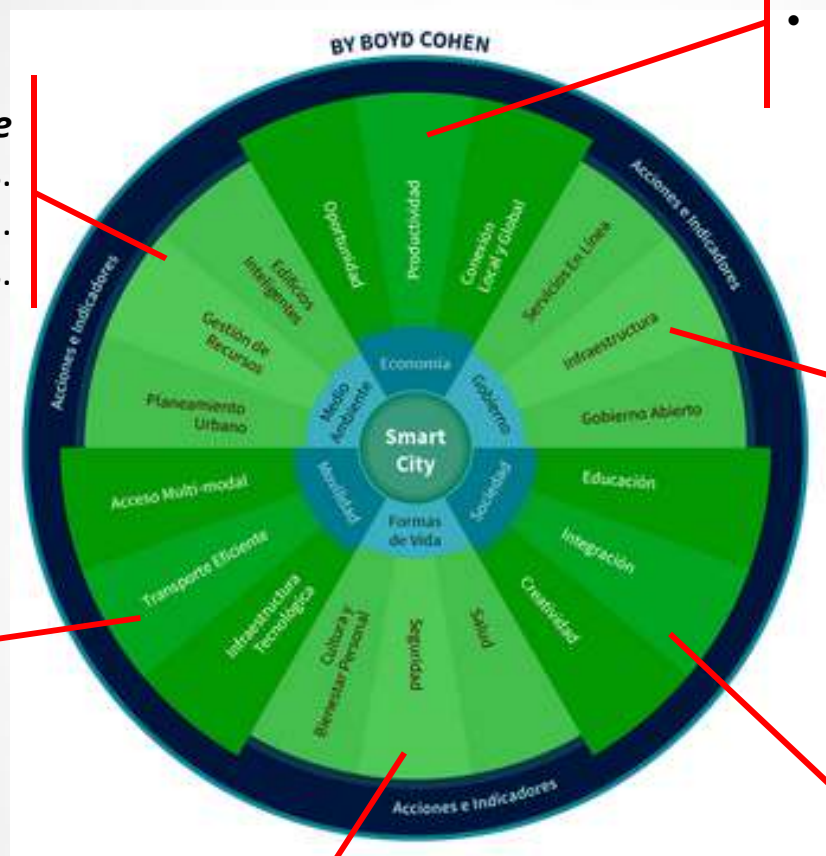 BY BOYD COHEN
•
e
.
.
.
Acciones e Indicadores
Acciones e Indicadores
Oportunidad
Productividad
Conexión
Local y Global
Servicios En Línea
Infraestructura
Gobierno Abierto
Edificios
Inteligentes
Gestión de
Recursos
Planeamiento
Urbano
Economía
Medio
Ambiente
Gobierno
Smart
City
Movilidad
Formas
de Vida
Sociedad
Acceso Multi-modal
Transporte Eficiente
Infraestructura
Tecnológica
Cultura y
Bienestar Personal
Seguridad
Salud
Educación
Integración
Creatividad
Acciones e Indicadores